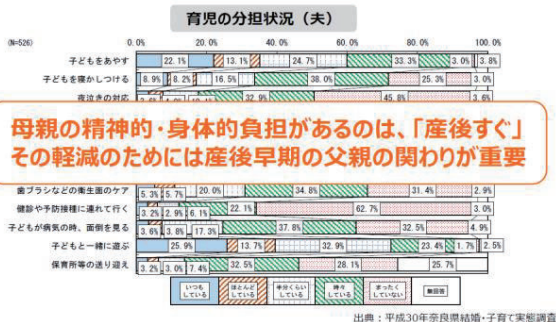 育児の分担状況（夫）
(N=526)
0.0% 20.0% 40.0% 60.0% 80.0% 100.0%
子どもをあやす 22.1% 13.1% 24.7% 33.3% 3.0% 3.8%
子どもを寝かしつける 8.9% 8.2% 16.5% 38.0% 25.3% 3.0%
夜泣きの対応 32.9% 45.8% 3.6%
母親の精神的・身体的負担があるのは、「産後すぐ」
その軽減のためには産後早期の父親の関わりが重要
歯ブラシなどの衛生面のケア 5.3% 5.7% 20.0% 34.8% 31.4% 2.9%
健診や予防接種に連れて行く 3.2% 2.9% 6.1% 22.1% 62.7% 3.0%
子どもが病気の時、面倒を見る 3.6% 3.8% 17.3% 37.8% 32.5% 4.9%
子どもと一緒に遊ぶ 25.9% 13.7% 32.9% 23.4% 1.7% 2.5%
保育所等の送り迎え 3.2% 3.0% 7.4% 32.5% 28.1% 25.7%
いつもしている ほとんどしている 半分くらいしている 時々している まったくしていない 無回答
出典：平成30年奈良県結婚・子育て実態調査